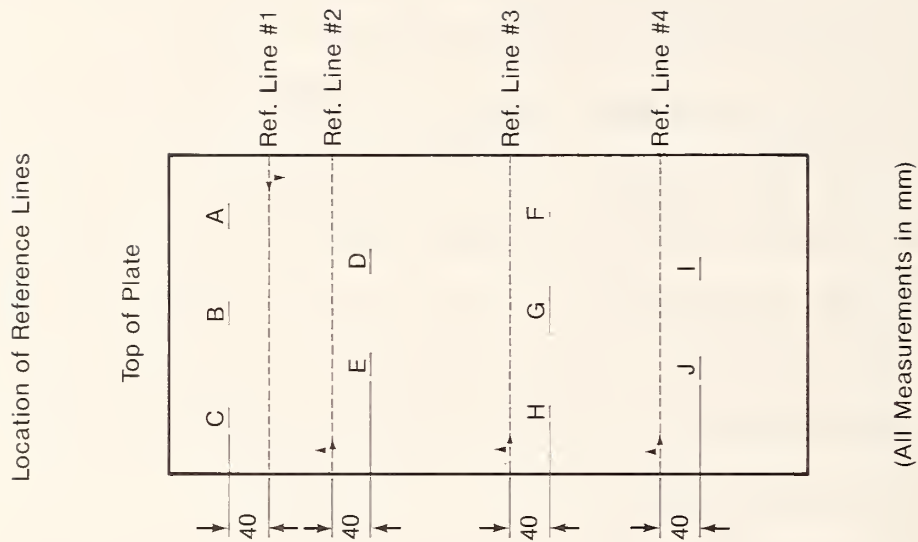 Location of Reference Lines
Top of Plate
Ref. Line #1
Ref. Line #2
Ref. Line #3
Ref. Line #4
C B A
E D
H G F
J I
40
40
40
40
(All Measurements in mm)